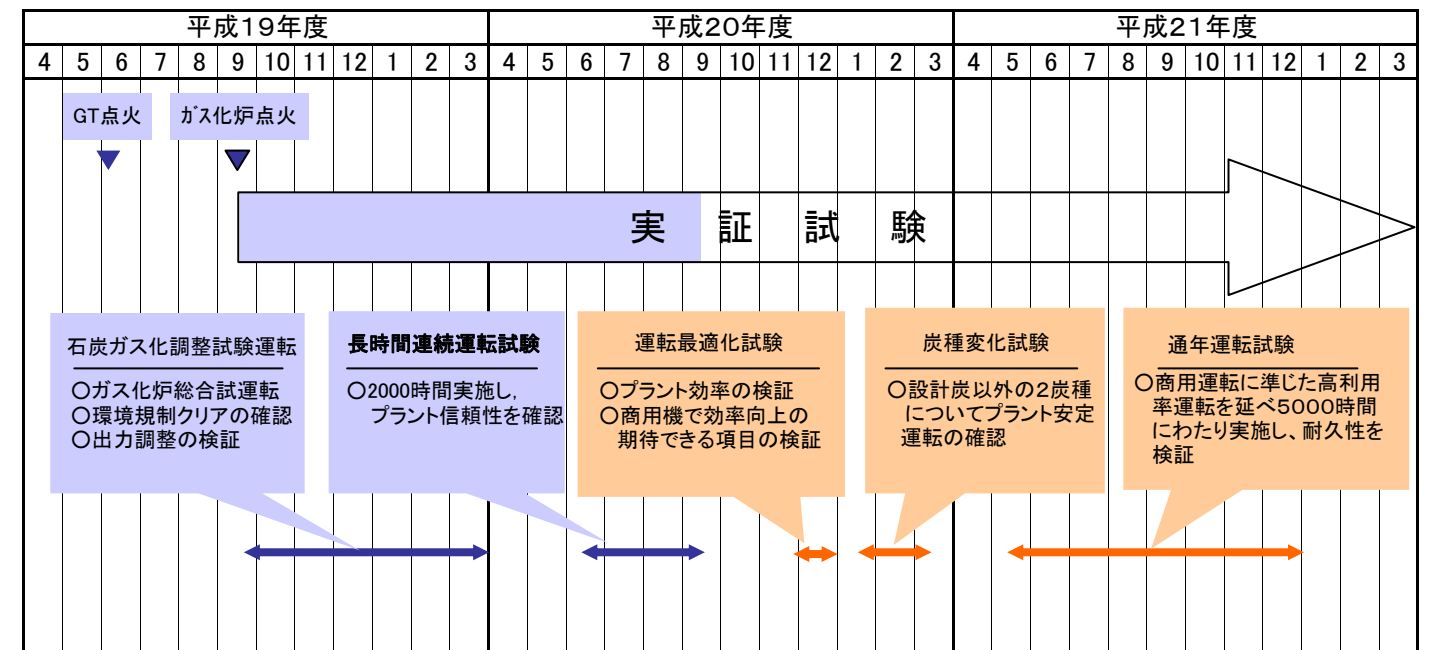 平成19年度 平成20年度 平成21年度
4 5 6 7 8 9 10 11 12 1 2 3 4 5 6 7 8 9 10 11 12 1 2 3 4 5 6 7 8 9 10 11 12 1 2 3
GT点火 ガス化炉点火
実証試験
石炭ガス化調整試験運転
〇ガス化炉総合試運転
〇環境規制クリアの確認
〇出力調整の検証
長時間連続運転試験
〇2000時間実施し,
プラント信頼性を確認
運転最適化試験
〇プラント効率の検証
〇商用機で効率向上の
期待できる項目の検証
炭種変化試験
〇設計炭以外の2炭種
についてプラント安定
運転の確認
通年運転試験
〇商用運転に準じた高利用
率運転を延べ5000時間
にわたり実施し、耐久性を
検証